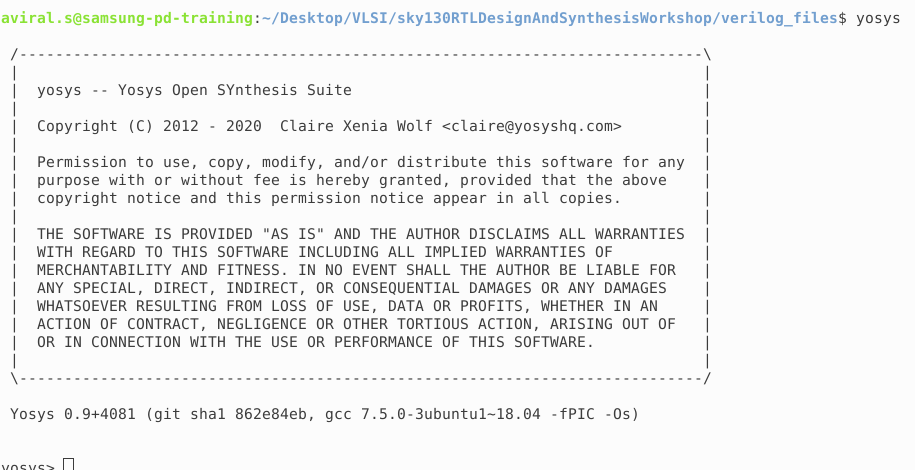 aviral.s@samsung-pd-training:~/Desktop/VLSI/sky130RTLDesignAndSynthesisWorkshop/verilog_files$ yosys
/----------------------------------------------------------------------------\
|                                                                            |
|  yosys -- Yosys Open SYnthesis Suite                                       |
|                                                                            |
|  Copyright (C) 2012 - 2020  Claire Xenia Wolf <claire@yosyshq.com>         |
|                                                                            |
|  Permission to use, copy, modify, and/or distribute this software for any  |
|  purpose with or without fee is hereby granted, provided that the above    |
|  copyright notice and this permission notice appear in all copies.         |
|                                                                            |
|  THE SOFTWARE IS PROVIDED "AS IS" AND THE AUTHOR DISCLAIMS ALL WARRANTIES  |
|  WITH REGARD TO THIS SOFTWARE INCLUDING ALL IMPLIED WARRANTIES OF          |
|  MERCHANTABILITY AND FITNESS. IN NO EVENT SHALL THE AUTHOR BE LIABLE FOR   |
|  ANY SPECIAL, DIRECT, INDIRECT, OR CONSEQUENTIAL DAMAGES OR ANY DAMAGES    |
|  WHATSOEVER RESULTING FROM LOSS OF USE, DATA OR PROFITS, WHETHER IN AN     |
|  ACTION OF CONTRACT, NEGLIGENCE OR OTHER TORTIOUS ACTION, ARISING OUT OF   |
|  OR IN CONNECTION WITH THE USE OR PERFORMANCE OF THIS SOFTWARE.            |
|                                                                            |
\----------------------------------------------------------------------------/
Yosys 0.9+4081 (git sha1 862e84eb, gcc 7.5.0-3ubuntu1~18.04 -fPIC -Os)
yosys>